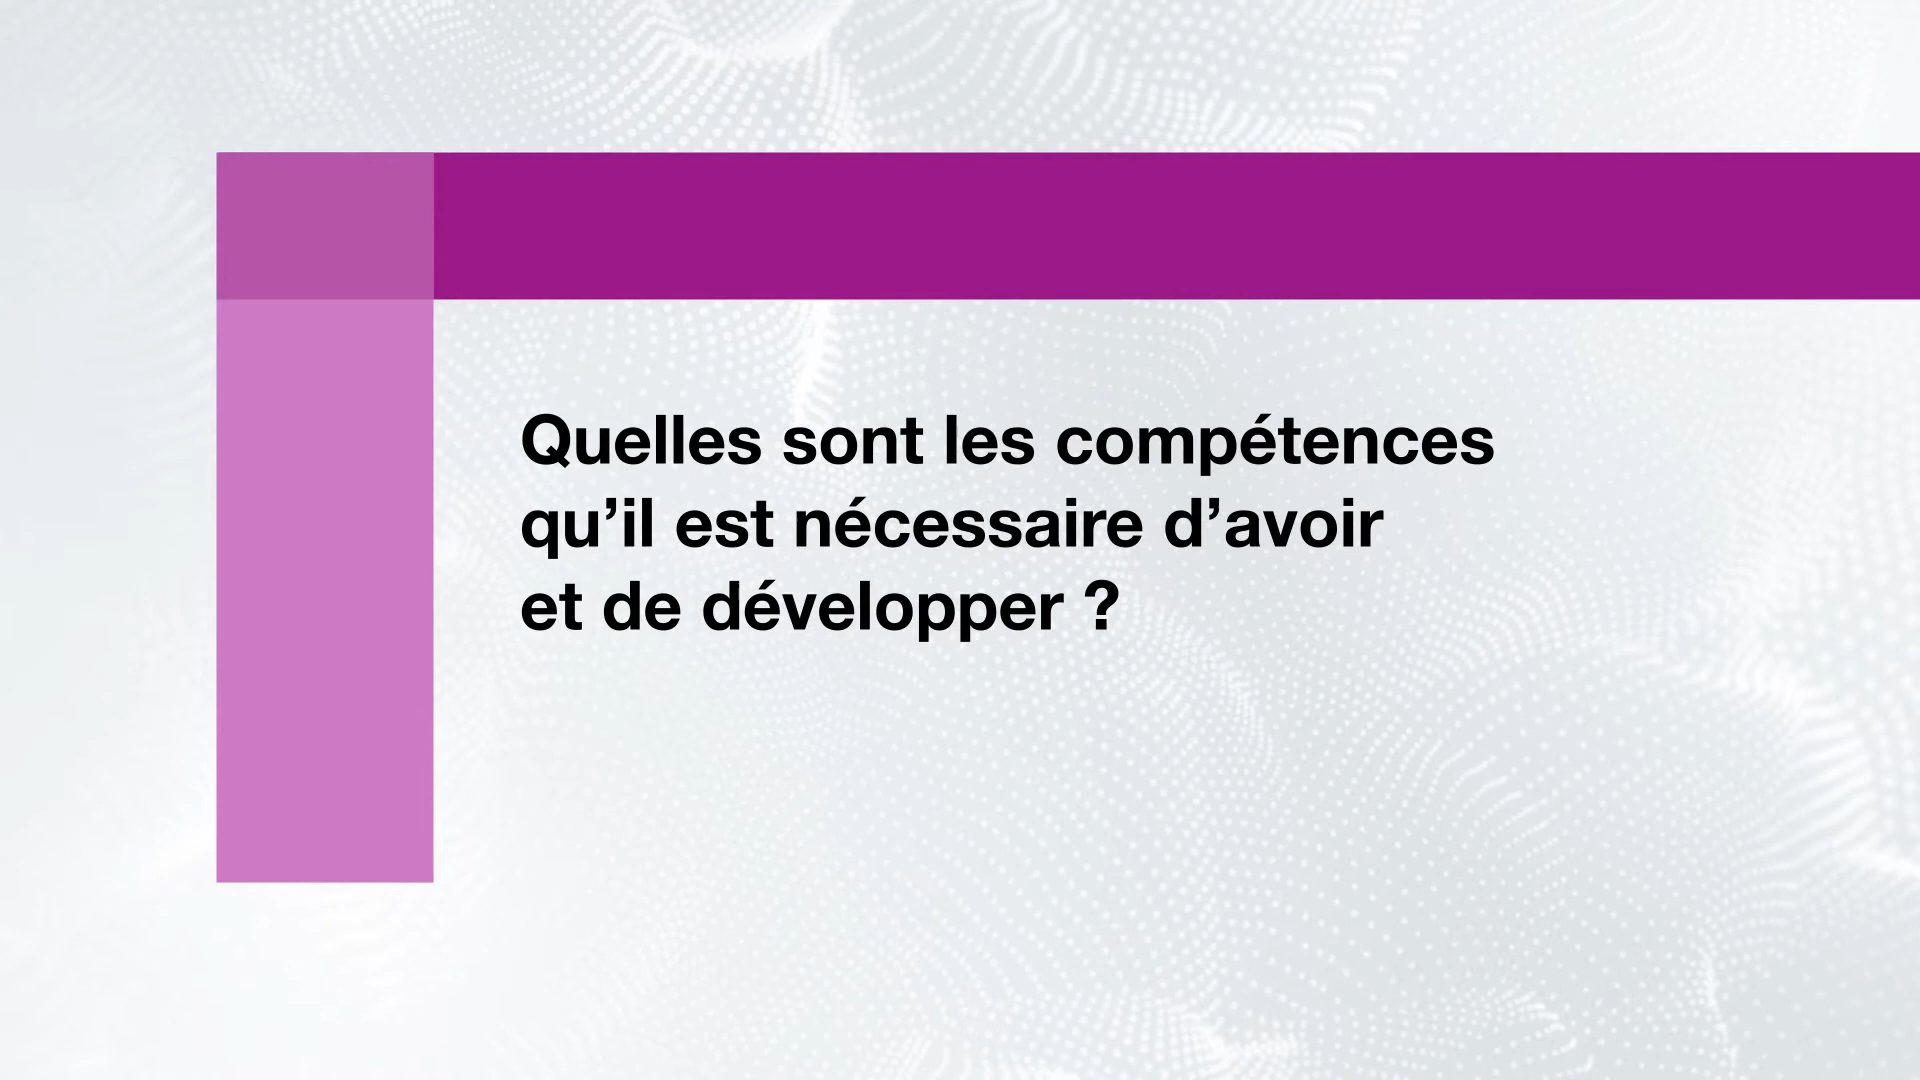 Quelles sont les compétences
qu’il est nécessaire d’avoir
et de développer ?